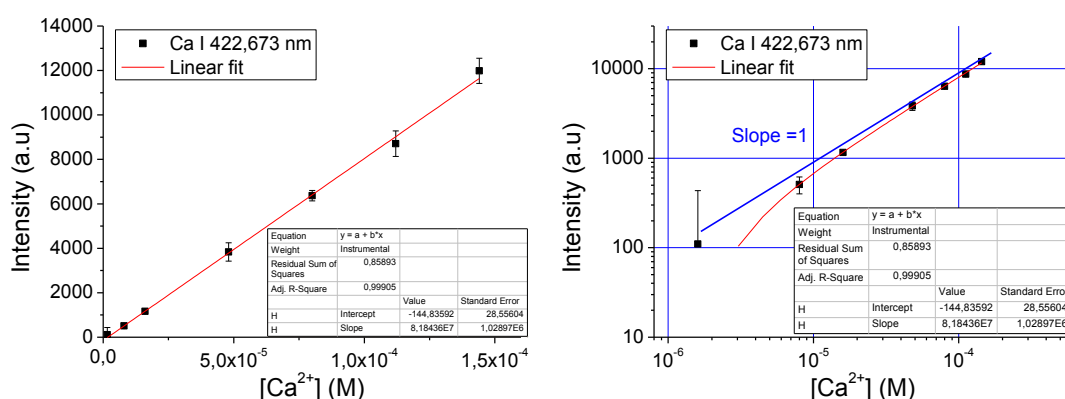 14000
12000
10000
8000
6000
4000
2000
0
Intensity (a.u)
Ca I 422,673 nm
Linear fit
Equation y = a + b*x
Weight Instrumental
Residual Sum of Squares 0,85893
Adj. R-Square 0,99905
Value Standard Error
H Intercept -144,83592 28,55604
H Slope 8,18436E7 1,02897E6
0,0 5,0x10⁻⁵ 1,0x10⁻⁴ 1,5x10⁻⁴
[Ca²⁺] (M)
10000
1000
100
10
Intensity (a.u)
Ca I 422,673 nm
Linear fit
Slope =1
Equation y = a + b*x
Weight Instrumental
Residual Sum of Squares 0,85893
Adj. R-Square 0,99905
Value Standard Error
H Intercept -144,83592 28,55604
H Slope 8,18436E7 1,02897E6
10⁻⁶ 10⁻⁵ 10⁻⁴
[Ca²⁺] (M)